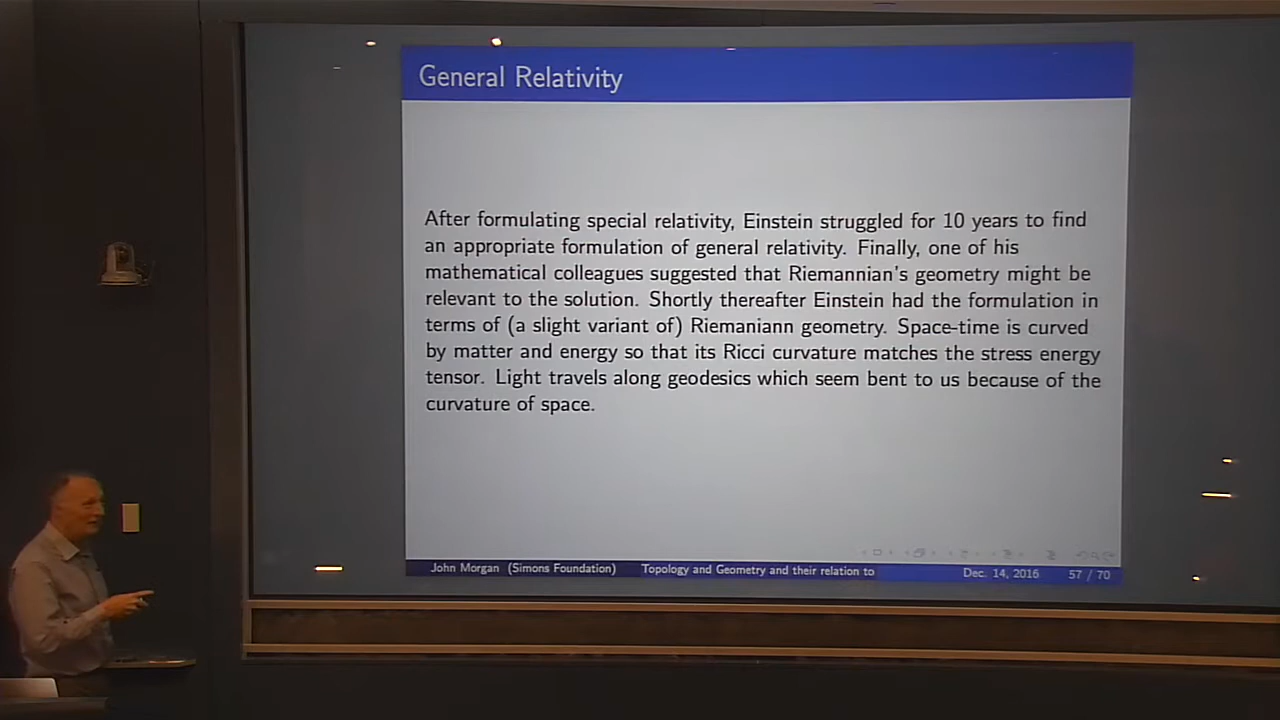 General Relativity
After formulating special relativity, Einstein struggled for 10 years to find
an appropriate formulation of general relativity. Finally, one of his
mathematical colleagues suggested that Riemannian's geometry might be
relevant to the solution. Shortly thereafter Einstein had the formulation in
terms of (a slight variant of) Riemaniann geometry. Space-time is curved
by matter and energy so that its Ricci curvature matches the stress energy
tensor. Light travels along geodesics which seem bent to us because of the
curvature of space.
John Morgan (Simons Foundation) Topology and Geometry and their relation to Dec. 14, 2016 57 / 70